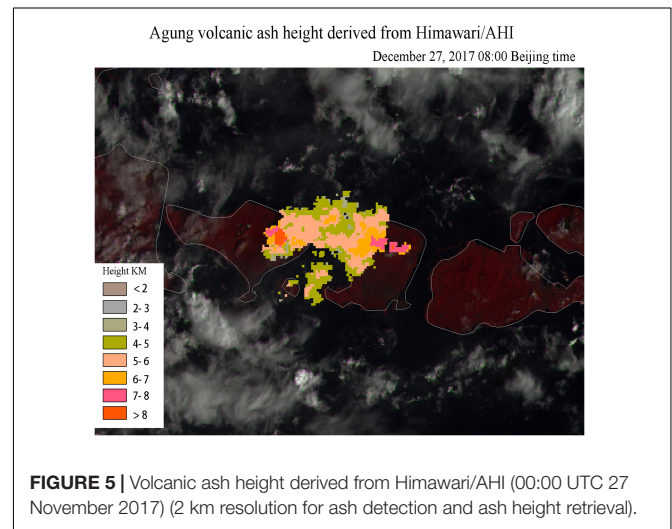 Agung volcanic ash height derived from Himawari/AHI
December 27, 2017 08:00 Beijing time
Height KM
< 2
2- 3
3- 4
4- 5
5- 6
6- 7
7- 8
> 8
FIGURE 5 | Volcanic ash height derived from Himawari/AHI (00:00 UTC 27
November 2017) (2 km resolution for ash detection and ash height retrieval).